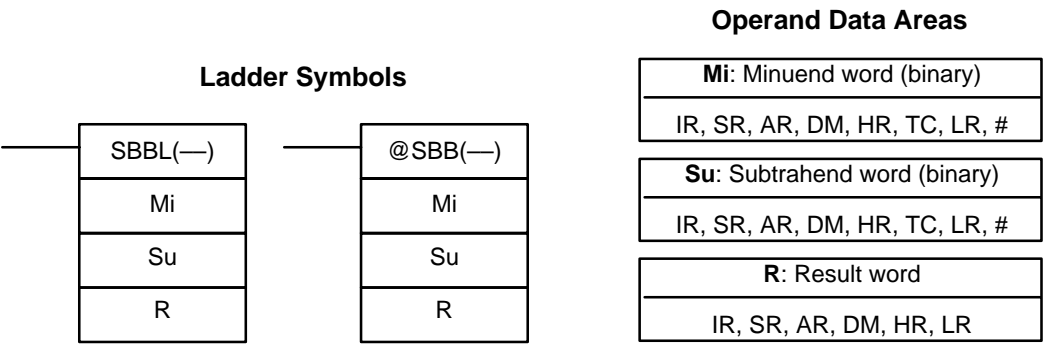 Ladder Symbols
SBBL(––)
Mi
Su
R
@SBB(––)
Mi
Su
R
Operand Data Areas
Mi: Minuend word (binary)
IR, SR, AR, DM, HR, TC, LR, #
Su: Subtrahend word (binary)
IR, SR, AR, DM, HR, TC, LR, #
R: Result word
IR, SR, AR, DM, HR, LR